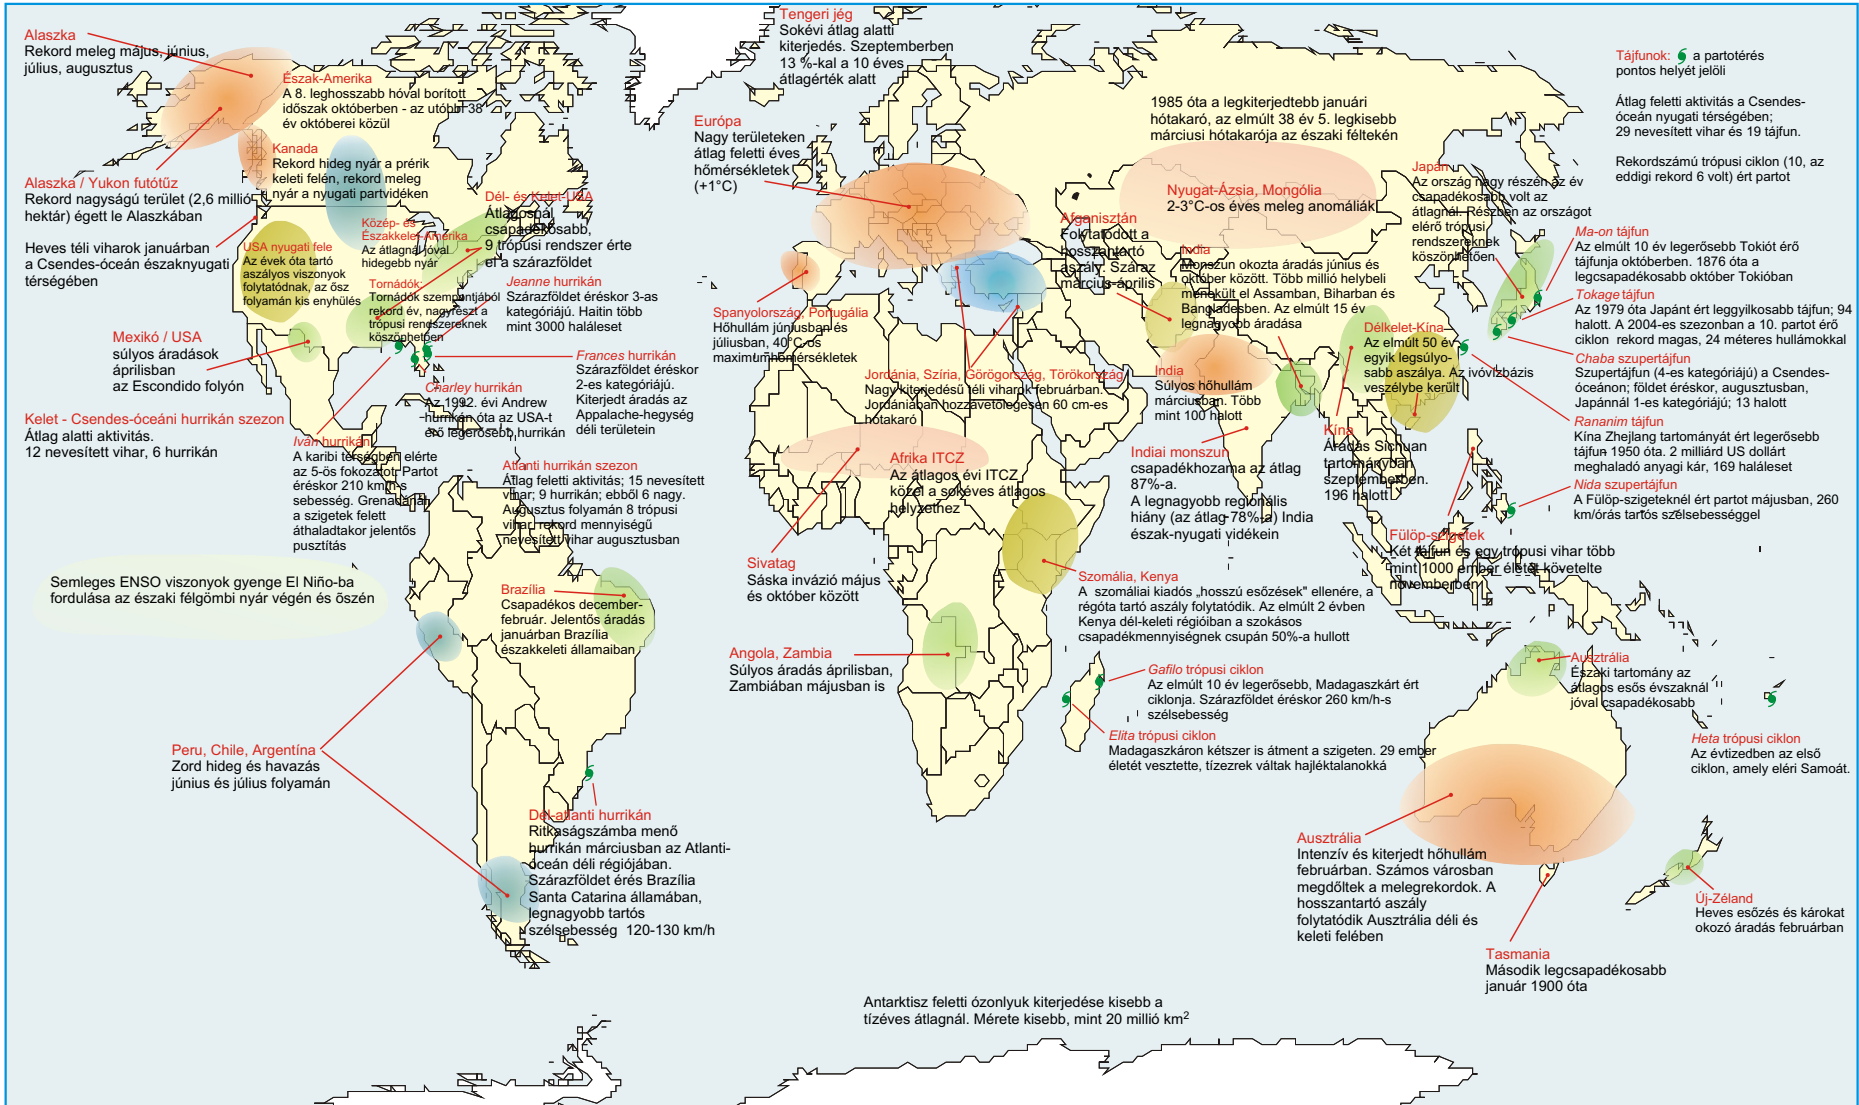 Alaszka
Rekord meleg május, június,
július, augusztus
Észak-Amerika
A 8. leghosszabb hóval borított
időszak októberben - az utóbbi 38
év októberei közül
Kanada
Rekord hideg nyár a prérik
keleti felén, rekord meleg
nyár a nyugati partvidéken
Alaszka / Yukon futótűz
Rekord nagyságú terület (2,6 millió
hektár) égett le Alaszkában
Heves téli viharok januárban
a Csendes-óceán északnyugati
térségében
USA nyugati fele
Az évek óta tartó
aszályos viszonyok
folytatódnak, az ősz
folyamán kis enyhülés
Közép- és
Északkelet-Amerika
Az átlagnál jóval
hidegebb nyár
Dél- és Kelet-USA
Átlagosnál
csapadékosabb,
9 trópusi rendszer érte
el a szárazföldet
Tornádók:
Tornádók szempontjából
rekord év, nagyrészt a
trópusi rendszereknek
köszönhetően
Jeanne hurrikán
Szárazföldet éréskor 3-as
kategóriájú. Haitin több
mint 3000 haláleset
Mexikó / USA
súlyos áradások
áprilisban
az Escondido folyón
Frances hurrikán
Szárazföldet éréskor
2-es kategóriájú.
Kiterjedt áradás az
Appalache-hegység
déli területein
Charley hurrikán
Az 1992. évi Andrew
hurrikán óta az USA-t
érő legerősebb hurrikán
Kelet - Csendes-óceáni hurrikán szezon
Átlag alatti aktivitás.
12 nevesített vihar, 6 hurrikán
Iván hurrikán
A karibi térségben elérte
az 5-ös fokozatot. Partot
éréskor 210 km/h-s
sebesség. Grenadánán
a szigetek felett
áthaladtakor jelentős
pusztítás
Atlanti hurrikán szezon
Átlag feletti aktivitás; 15 nevesített
vihar; 9 hurrikán; ebből 6 nagy.
Augusztus folyamán 8 trópusi
vihar, rekord mennyiségű
nevesített vihar augusztusban
Semleges ENSO viszonyok gyenge El Niño-ba
fordulása az északi félgömbi nyár végén és őszén
Brazília
Csapadékos december-
február. Jelentős áradás
januárban Brazília
északkeleti államaiban
Peru, Chile, Argentína
Zord hideg és havazás
június és július folyamán
Dél-atlanti hurrikán
Ritkaságszámba menő
hurrikán márciusban az Atlanti-
óceán déli régiójában.
Szárazföldet érés Brazília
Santa Catarina államában,
legnagyobb tartós
szélsebesség 120-130 km/h
Tengeri jég
Sokévi átlag alatti
kiterjedés. Szeptemberben
13 %-kal a 10 éves
átlagérték alatt
Európa
Nagy területeken
átlag feletti éves
hőmérsékletek
(+1°C)
Spanyolország, Portugália
Hőhullám júniusban és
júliusban, 40°C-os
maximumhőmérsékletek
Jordánia, Szíria, Görögország, Törökország
Nagy kiterjedésű téli viharok februárban.
Jordániában hozzávetőlegesen 60 cm-es
hótakaró
Afrika ITCZ
Az átlagos évi ITCZ
közel a sokéves átlagos
helyzethez
Sivatag
Sáska invázió május
és október között
Angola, Zambia
Súlyos áradás áprilisban,
Zambiában májusban is
Szomália, Kenya
A szomáliai kiadós „hosszú esőzések" ellenére, a
régóta tartó aszály folytatódik. Az elmúlt 2 évben
Kenya dél-keleti régióiban a szokásos
csapadékmennyiségnek csupán 50%-a hullott
Gafilo trópusi ciklon
Az elmúlt 10 év legerősebb, Madagaszkárt ért
ciklonja. Szárazföldet éréskor 260 km/h-s
szélsebesség
Elita trópusi ciklon
Madagaszkáron kétszer is átment a szigeten. 29 ember
életét vesztette, tízezrek váltak hajléktalanokká
1985 óta a legkiterjedtebb januári
hótakaró, az elmúlt 38 év 5. legkisebb
márciusi hótakarója az északi féltekén
Nyugat-Ázsia, Mongólia
2-3°C-os éves meleg anomáliák
Afganisztán
Folytatódott a
hosszantartó
aszály. Száraz
március-április
India
Monszun okozta áradás június és
október között. Több millió helybeli
menekült el Assamban, Biharban és
Bangladesben. Az elmúlt 15 év
legnagyobb áradása
India
Súlyos hőhullám
márciusban. Több
mint 100 halott
Indiai monszun
csapadékhozama az átlag
87%-a.
A legnagyobb regionális
hiány (az átlag 78%-a) India
észak-nyugati vidékein
Délkelet-Kína
Az elmúlt 50 év
egyik legsúlyo-
sabb aszálya. Az ivóvízbázis
veszélybe került
Kína
Áradás Sichuan
tartományban
szeptemberben.
196 halott
Fülöp-szigetek
Két tájfun és egy trópusi vihar több
mint 1000 ember életét követelte
novemberben
Japán
Az ország nagy részén az év
csapadékosabb volt az
átlagnál. Részben az országot
elérő trópusi
rendszereknek
köszönhetően
Tájfunok: a partotérés
pontos helyét jelöli
Átlag feletti aktivitás a Csendes-
óceán nyugati térségében;
29 nevesített vihar és 19 tájfun.
Rekordszámú trópusi ciklon (10, az
eddigi rekord 6 volt) ért partot
Ma-on tájfun
Az elmúlt 10 év legerősebb Tokiót érő
tájfunja októberben. 1876 óta a
legcsapadékosabb október Tokióban
Tokage tájfun
Az 1979 óta Japánt ért leggyilkosabb tájfun; 94
halott. A 2004-es szezonban a 10. partot érő
ciklon rekord magas, 24 méteres hullámokkal
Chaba szupertájfun
Szupertájfun (4-es kategóriájú) a Csendes-
óceánon; földet éréskor, augusztusban,
Japánnál 1-es kategóriájú; 13 halott
Rananim tájfun
Kína Zhejlang tartományát ért legerősebb
tájfun 1950 óta. 2 milliárd US dollárt
meghaladó anyagi kár, 169 haláleset
Nida szupertájfun
A Fülöp-szigeteknél ért partot májusban, 260
km/órás tartós szélsebességgel
Ausztrália
Északi tartomány az
átlagos esős évszaknál
jóval csapadékosabb
Heta trópusi ciklon
Az évtizedben az első
ciklon, amely eléri Samoát.
Ausztrália
Intenzív és kiterjedt hőhullám
februárban. Számos városban
megdőltek a melegrekordok. A
hosszantartó aszály
folytatódik Ausztrália déli és
keleti felében
Új-Zéland
Heves esőzés és károkat
okozó áradás februárban
Tasmania
Második legcsapadékosabb
január 1900 óta
Antarktisz feletti ózonlyuk kiterjedése kisebb a
tízéves átlagnál. Mérete kisebb, mint 20 millió km²